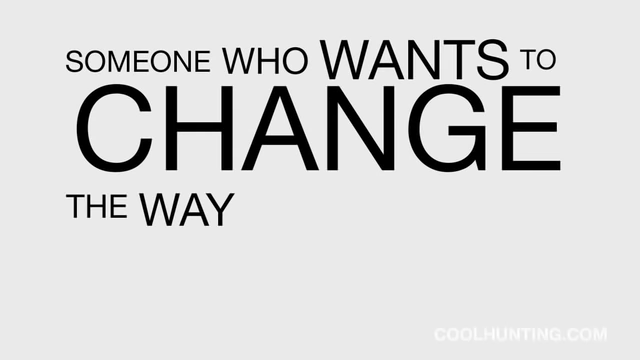 SOMEONE WHO WANTS TO
CHANGE
THE WAY
COOLHUNTING.COM